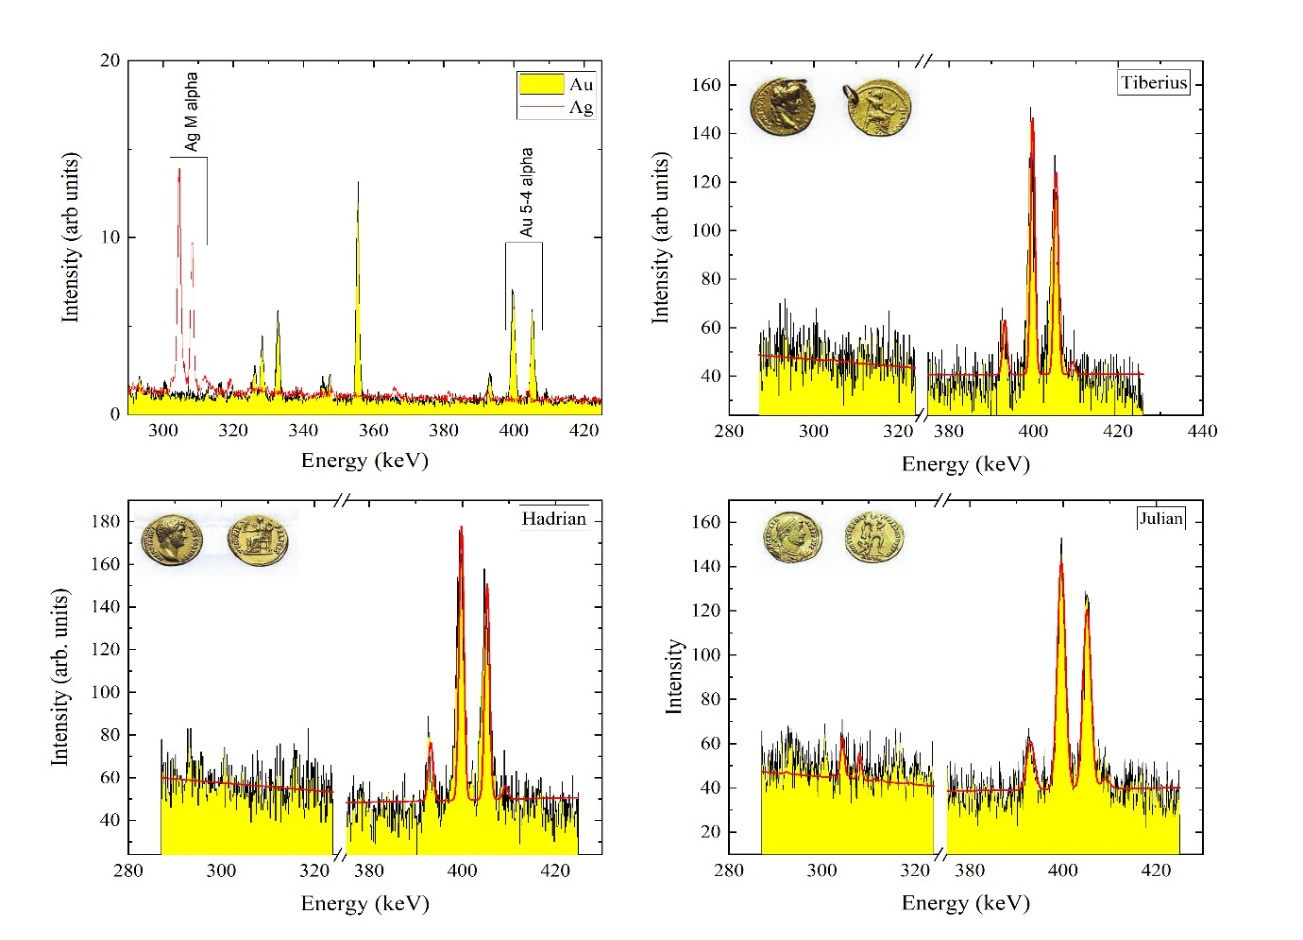 20
10
0
Intensity (arb units)
Ag M alpha
Au 5-4 alpha
Au
Ag
300 320 340 360 380 400 420
Energy (keV)
160
140
120
100
80
60
40
Intensity (arb units)
Tiberius
280 300 320 380 400 420 440
Energy (keV)
180
160
140
120
100
80
60
40
Intensity (arb. units)
Hadrian
280 300 320 380 400 420
Energy (keV)
160
140
120
100
80
60
40
20
Intensity
Julian
280 300 320 380 400 420
Energy (keV)